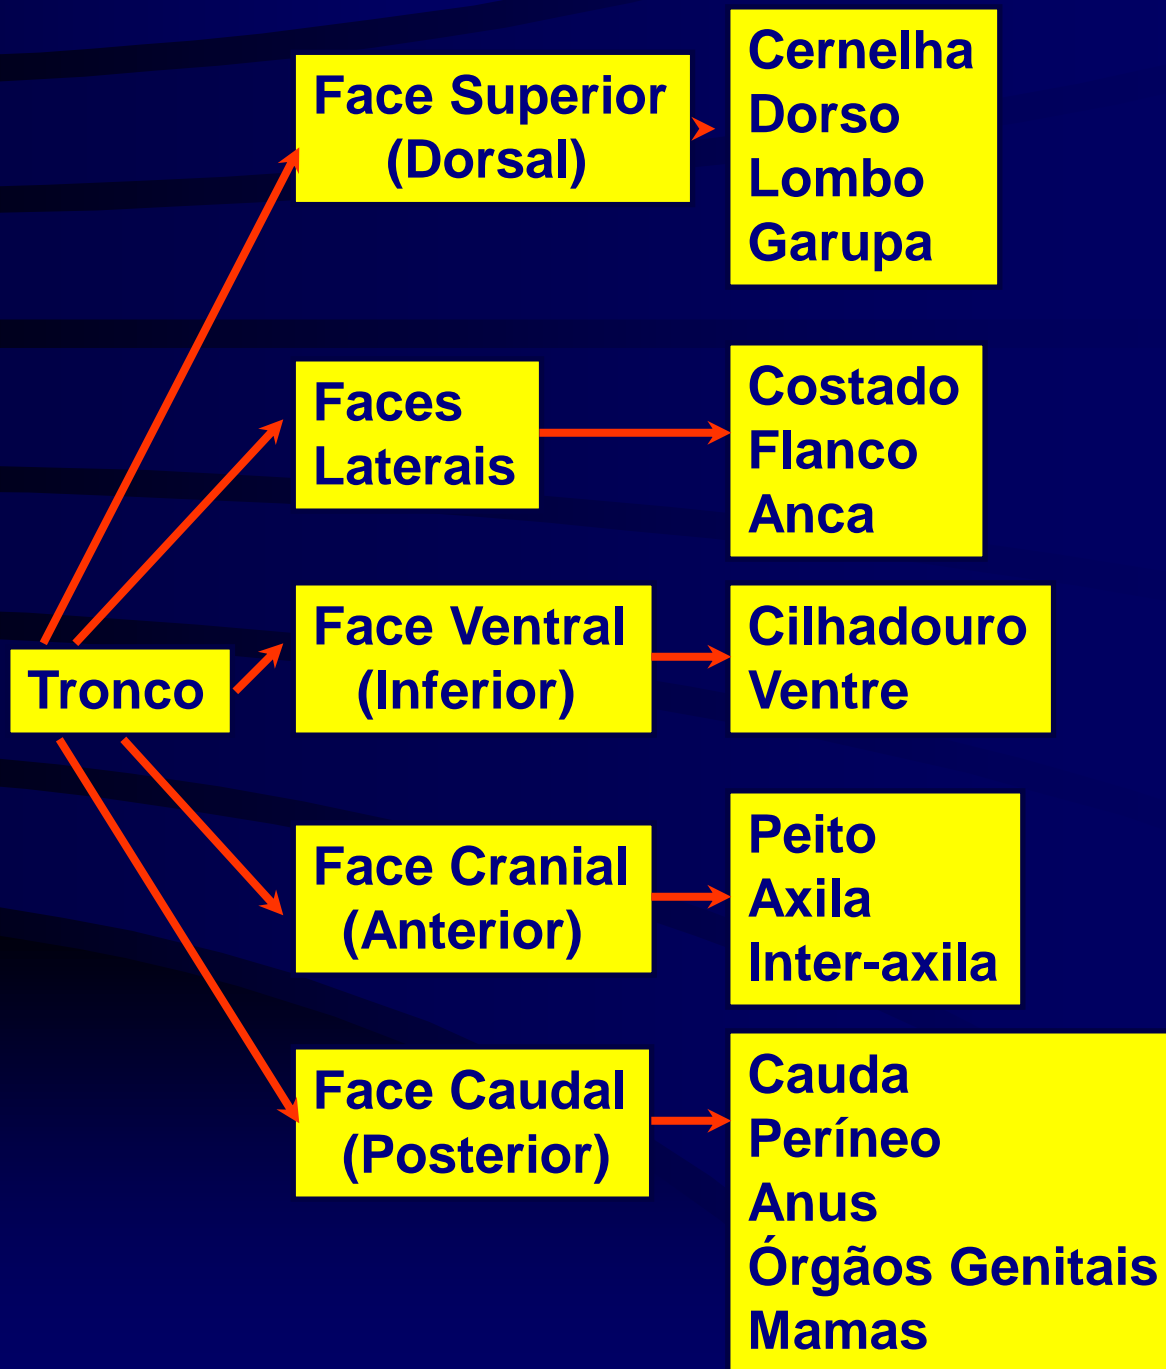 Tronco
Face Superior
(Dorsal)
Cernelha
Dorso
Lombo
Garupa
Faces
Laterais
Costado
Flanco
Anca
Face Ventral
(Inferior)
Cilhadouro
Ventre
Face Cranial
(Anterior)
Peito
Axila
Inter-axila
Face Caudal
(Posterior)
Cauda
Períneo
Anus
Órgãos Genitais
Mamas